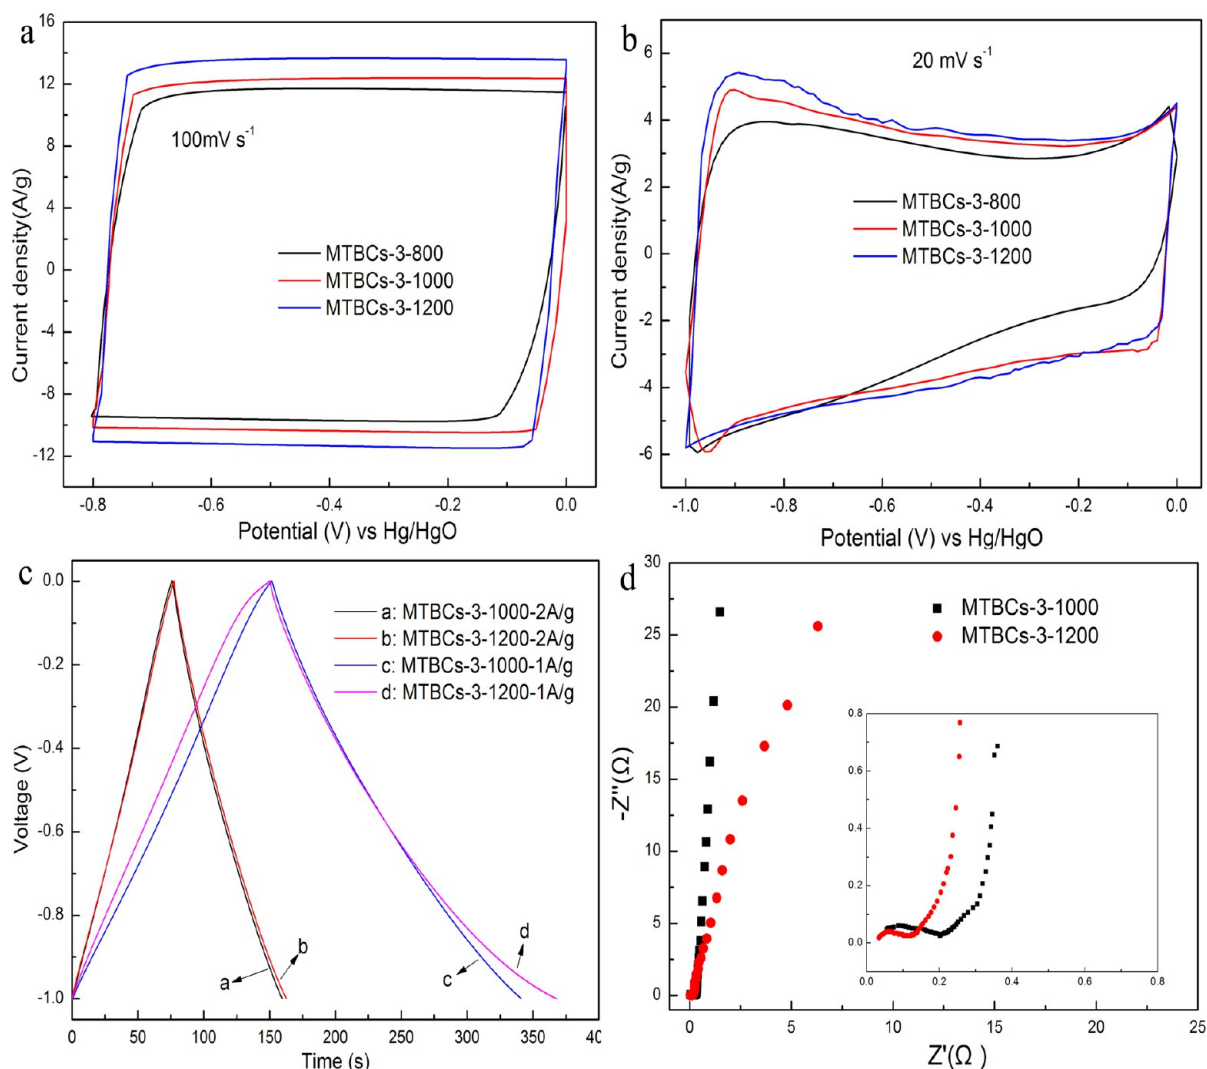 a
16
12
8
4
0
-4
-8
-12
Current density(A/g)
100mV s⁻¹
MTBCs-3-800
MTBCs-3-1000
MTBCs-3-1200
-0.8
-0.6
-0.4
-0.2
0.0
Potential (V) vs Hg/HgO
b
6
4
2
0
-2
-4
-6
Current density(A/g)
20 mV s⁻¹
MTBCs-3-800
MTBCs-3-1000
MTBCs-3-1200
-1.0
-0.8
-0.6
-0.4
-0.2
0.0
Potential (V) vs Hg/HgO
c
0.0
-0.2
-0.4
-0.6
-0.8
-1.0
Voltage (V)
a: MTBCs-3-1000-2A/g
b: MTBCs-3-1200-2A/g
c: MTBCs-3-1000-1A/g
d: MTBCs-3-1200-1A/g
b
a
d
c
0
50
100
150
200
250
300
350
400
Time (s)
d
-30
25
20
15
10
5
0
-Z''(Ω)
MTBCs-3-1000
MTBCs-3-1200
0.8
0.6
0.4
0.2
0.0
0.0
0.2
0.4
0.6
0.8
0
5
10
15
20
25
Z'(Ω)